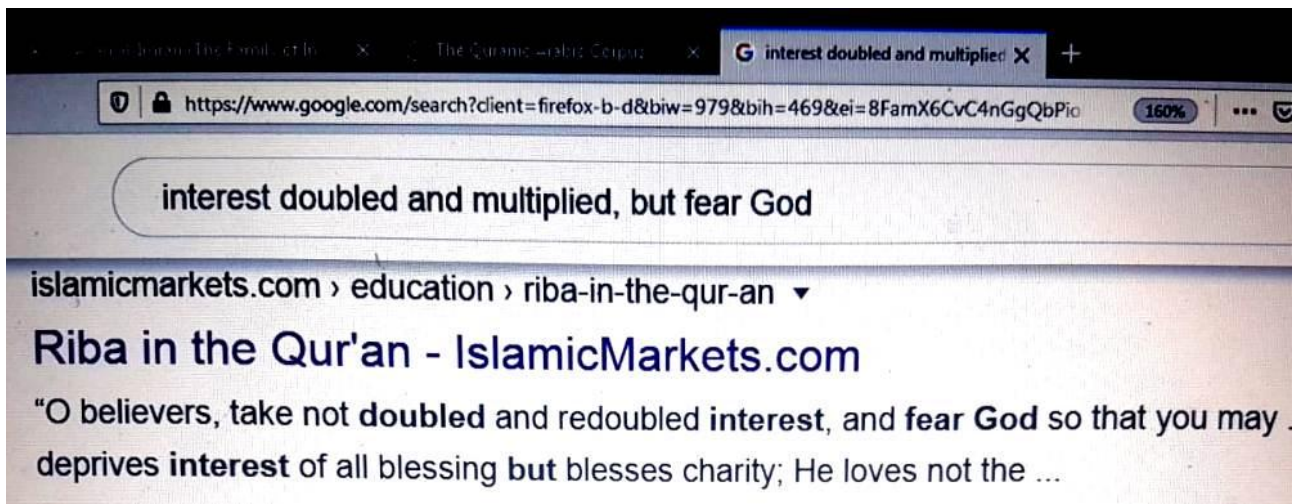 The Quranic Arabic Corpus
G interest doubled and multiplied
https://www.google.com/search?client=firefox-b-d&biw=979&bih=469&ei=8FamX6CvC4nGgQbPio
160%
interest doubled and multiplied, but fear God
islamicmarkets.com › education › riba-in-the-qur-an
Riba in the Qur'an - IslamicMarkets.com
“O believers, take not doubled and redoubled interest, and fear God so that you may .
deprives interest of all blessing but blesses charity; He loves not the ...